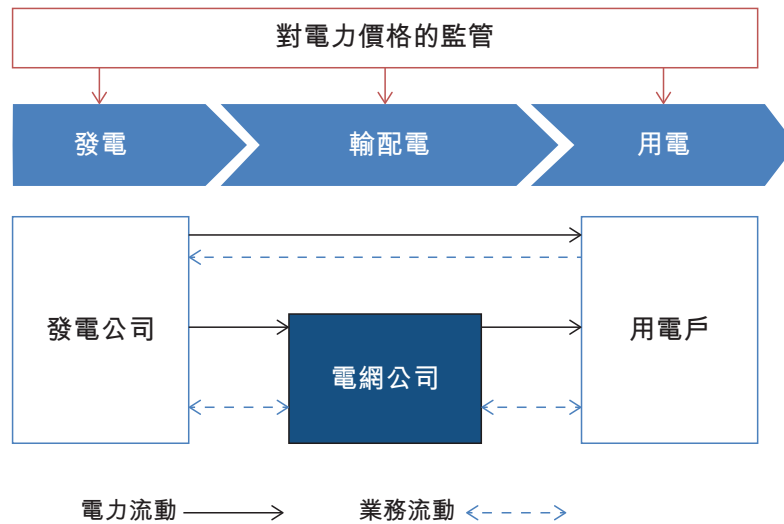 對電力價格的監管
發電
輸配電
用電
發電公司
電網公司
用電戶
電力流動
業務流動